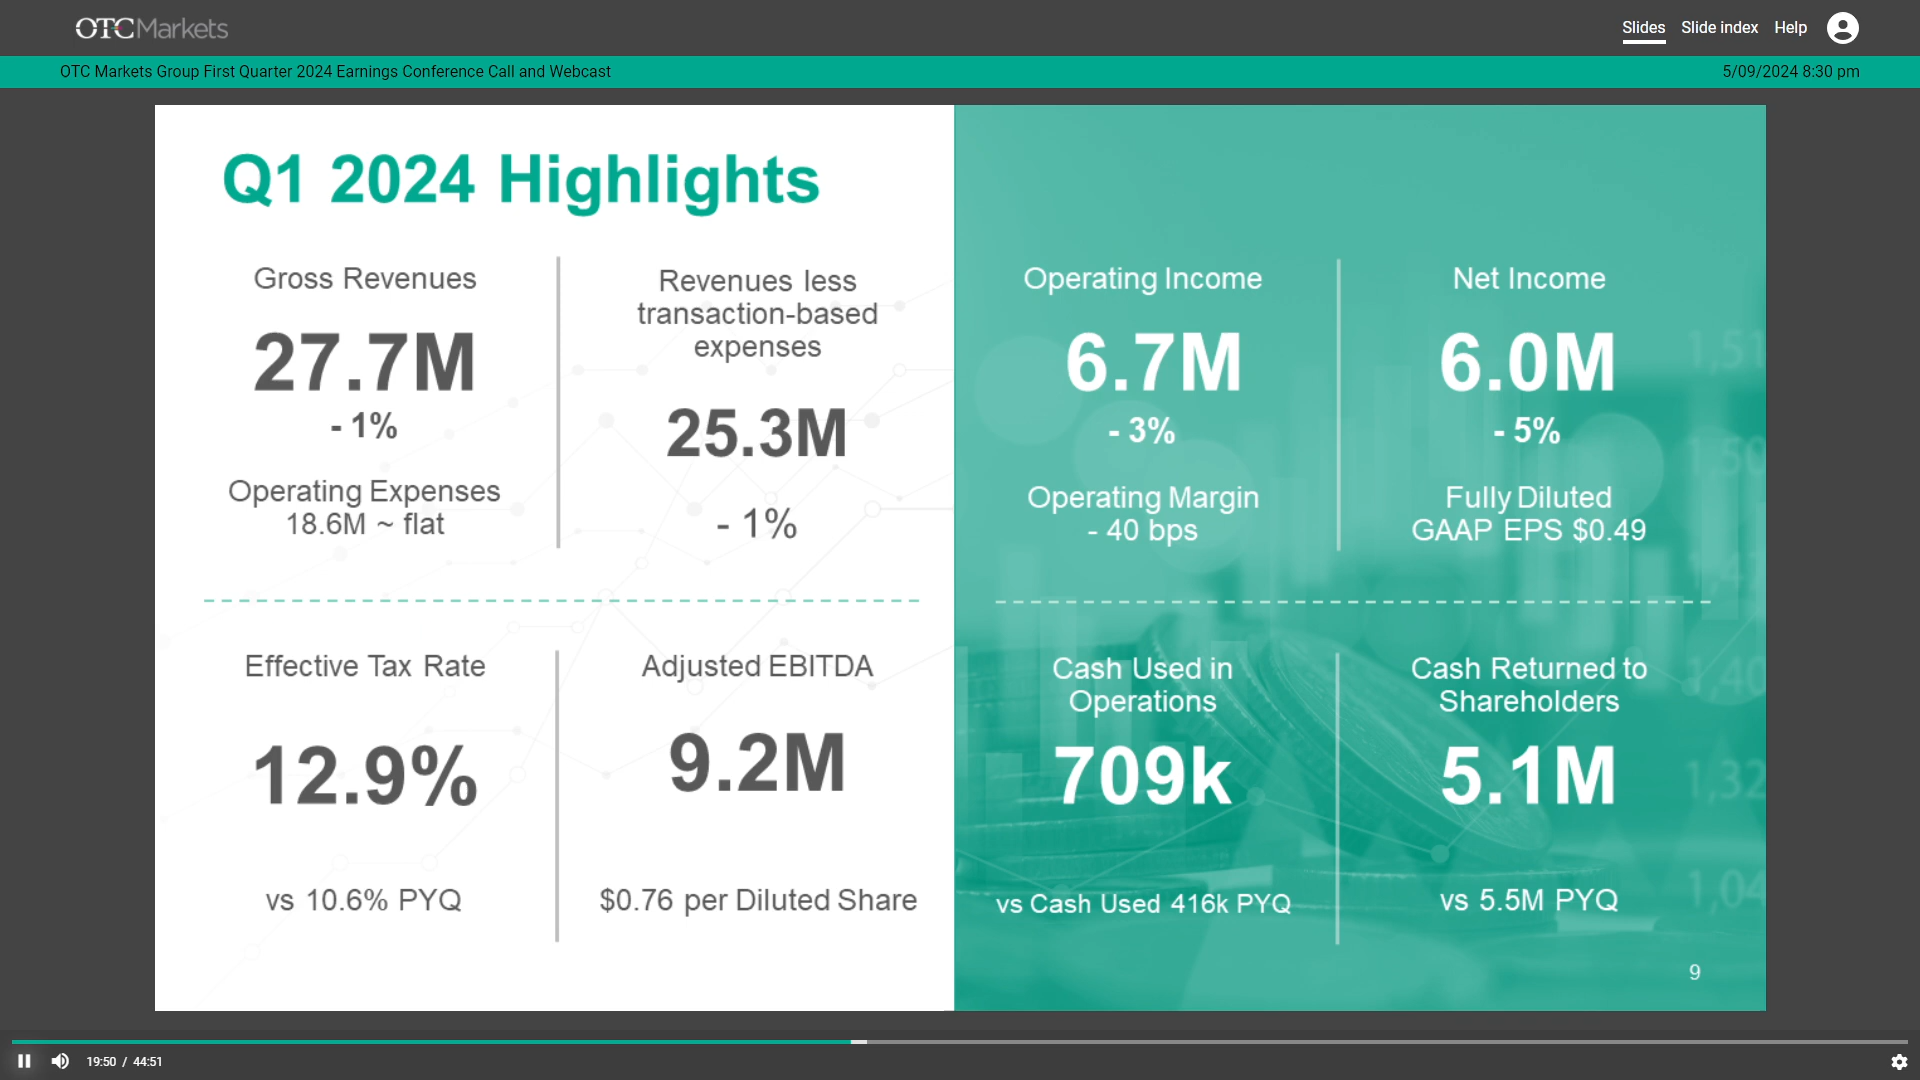 OTCMarkets
Slides
Slide index
Help
OTC Markets Group First Quarter 2024 Earnings Conference Call and Webcast
5/09/2024 8:30 pm
Q1 2024 Highlights
Gross Revenues
27.7M
- 1%
Operating Expenses
18.6M ~ flat
Revenues less
transaction-based
expenses
25.3M
- 1%
Operating Income
6.7M
- 3%
Operating Margin
- 40 bps
Net Income
6.0M
- 5%
Fully Diluted
GAAP EPS $0.49
Effective Tax Rate
12.9%
vs 10.6% PYQ
Adjusted EBITDA
9.2M
$0.76 per Diluted Share
Cash Used in
Operations
709k
vs Cash Used 416k PYQ
Cash Returned to
Shareholders
5.1M
vs 5.5M PYQ
9
19:50 / 44:51